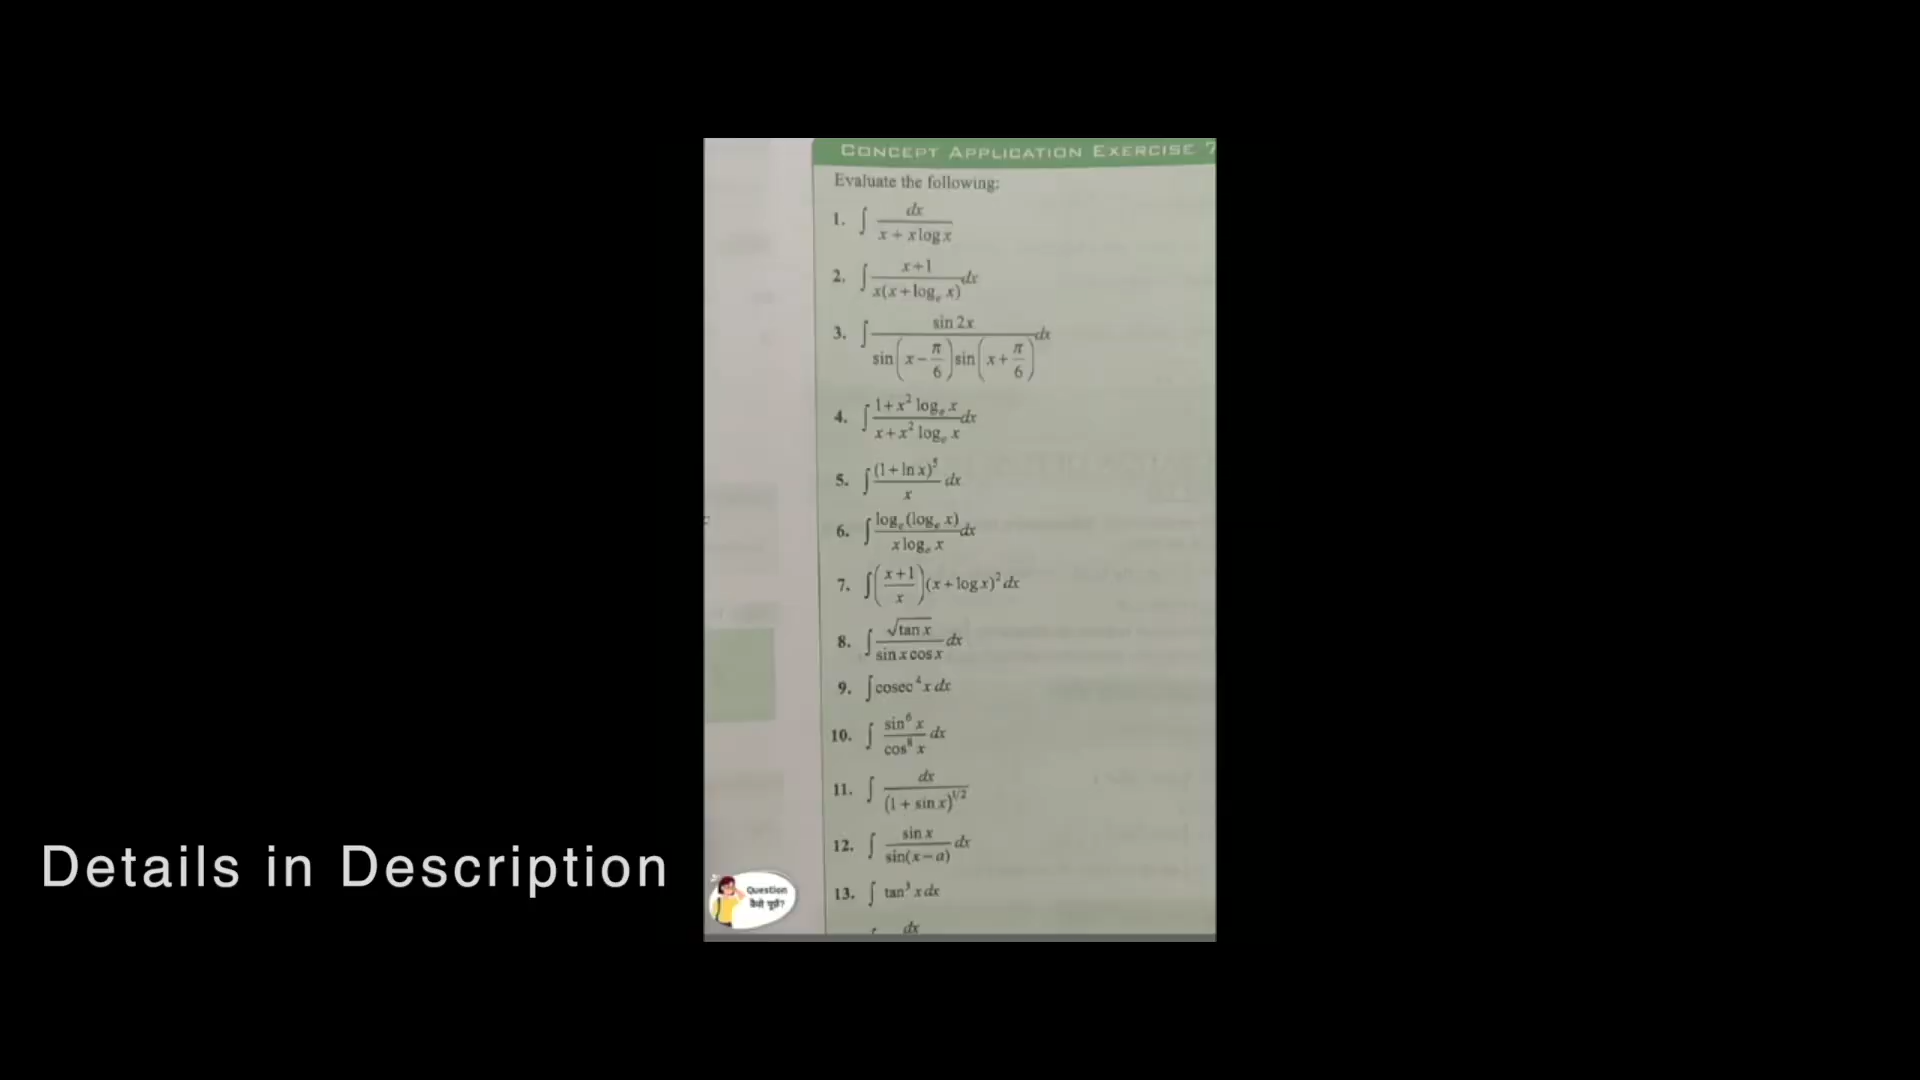 CONCEPT APPLICATION EXERCISE 7
Evaluate the following:
1. ∫ dx / (x + x log x)
2. ∫ (x+1) / (x(x + logₑ x)) dx
3. ∫ sin 2x / (sin(x − π/6) sin(x + π/6)) dx
4. ∫ (1 + x² logₑ x) / (x + x² logₑ x) dx
5. ∫ (1 + ln x)⁵ / x dx
6. ∫ logₑ(logₑ x) / (x logₑ x) dx
7. ∫ ((x+1)/x)(x + log x)² dx
8. ∫ √(tan x) / (sin x cos x) dx
9. ∫ cosec⁴ x dx
10. ∫ sin⁶ x / cos⁸ x dx
11. ∫ dx / (1 + sin x)^(1/2)
12. ∫ sin x / sin(x − a) dx
13. ∫ tan³ x dx
dx
Details in Description
Question
कैसे पूछें?